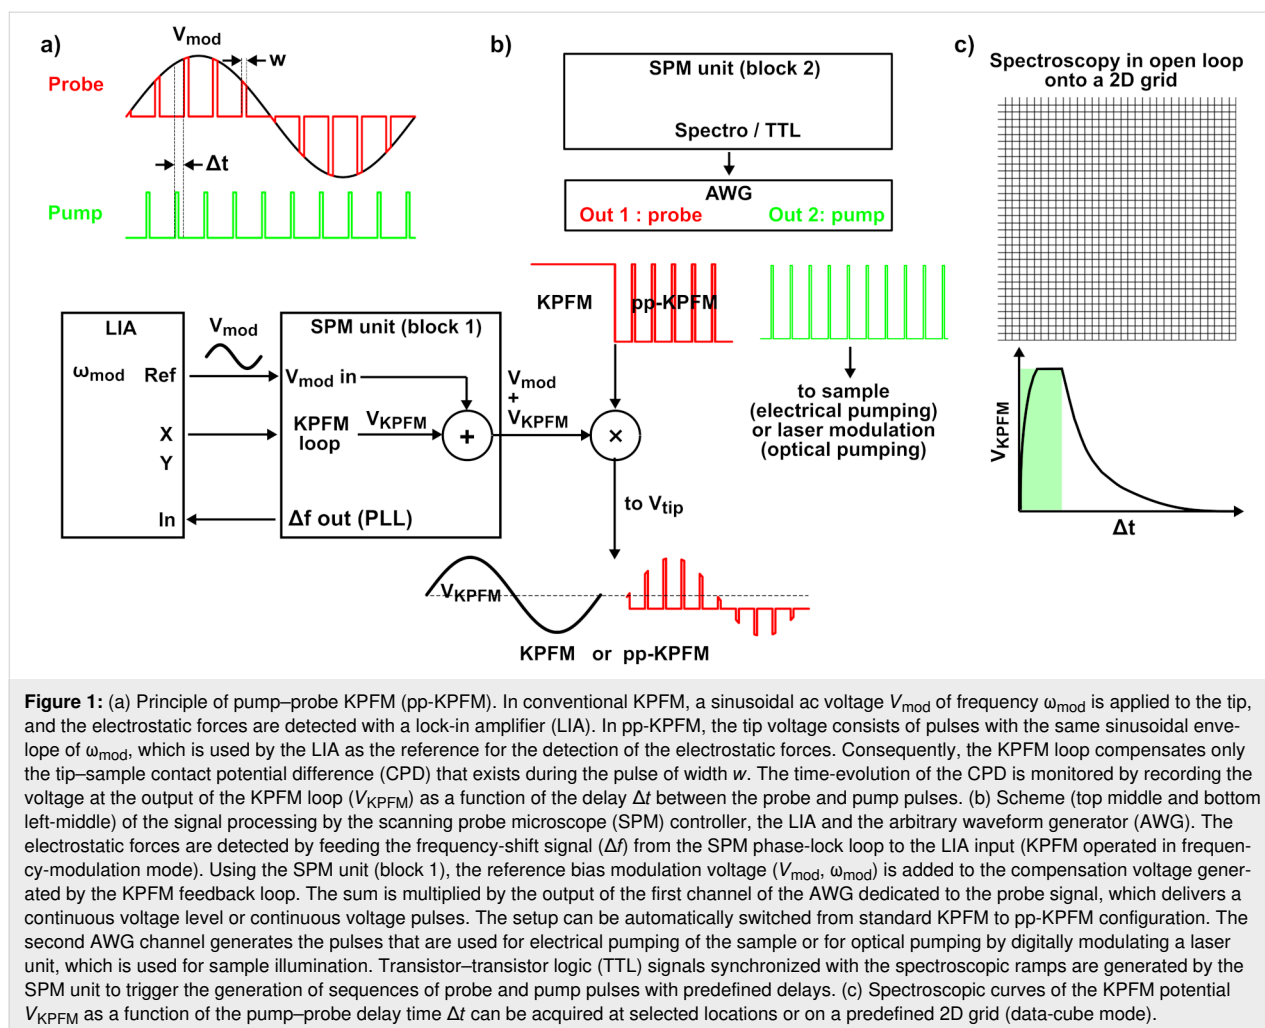 a)
V_mod
w
Probe
Δt
Pump
b)
SPM unit (block 2)
Spectro / TTL
AWG
Out 1 : probe
Out 2: pump
KPFM
pp-KPFM
to sample
(electrical pumping)
or laser modulation
(optical pumping)
LIA
ω_mod
Ref
X
Y
In
V_mod
SPM unit (block 1)
V_mod in
KPFM
loop
V_KPFM
+
Δf out (PLL)
V_mod
+
V_KPFM
×
to V_tip
V_KPFM
KPFM or pp-KPFM
c)
Spectroscopy in open loop
onto a 2D grid
V_KPFM
Δt
Figure 1: (a) Principle of pump–probe KPFM (pp-KPFM). In conventional KPFM, a sinusoidal ac voltage V_mod of frequency ω_mod is applied to the tip,
and the electrostatic forces are detected with a lock-in amplifier (LIA). In pp-KPFM, the tip voltage consists of pulses with the same sinusoidal enve-
lope of ω_mod, which is used by the LIA as the reference for the detection of the electrostatic forces. Consequently, the KPFM loop compensates only
the tip–sample contact potential difference (CPD) that exists during the pulse of width w. The time-evolution of the CPD is monitored by recording the
voltage at the output of the KPFM loop (V_KPFM) as a function of the delay Δt between the probe and pump pulses. (b) Scheme (top middle and bottom
left-middle) of the signal processing by the scanning probe microscope (SPM) controller, the LIA and the arbitrary waveform generator (AWG). The
electrostatic forces are detected by feeding the frequency-shift signal (Δf) from the SPM phase-lock loop to the LIA input (KPFM operated in frequen-
cy-modulation mode). Using the SPM unit (block 1), the reference bias modulation voltage (V_mod, ω_mod) is added to the compensation voltage gener-
ated by the KPFM feedback loop. The sum is multiplied by the output of the first channel of the AWG dedicated to the probe signal, which delivers a
continuous voltage level or continuous voltage pulses. The setup can be automatically switched from standard KPFM to pp-KPFM configuration. The
second AWG channel generates the pulses that are used for electrical pumping of the sample or for optical pumping by digitally modulating a laser
unit, which is used for sample illumination. Transistor–transistor logic (TTL) signals synchronized with the spectroscopic ramps are generated by the
SPM unit to trigger the generation of sequences of probe and pump pulses with predefined delays. (c) Spectroscopic curves of the KPFM potential
V_KPFM as a function of the pump–probe delay time Δt can be acquired at selected locations or on a predefined 2D grid (data-cube mode).